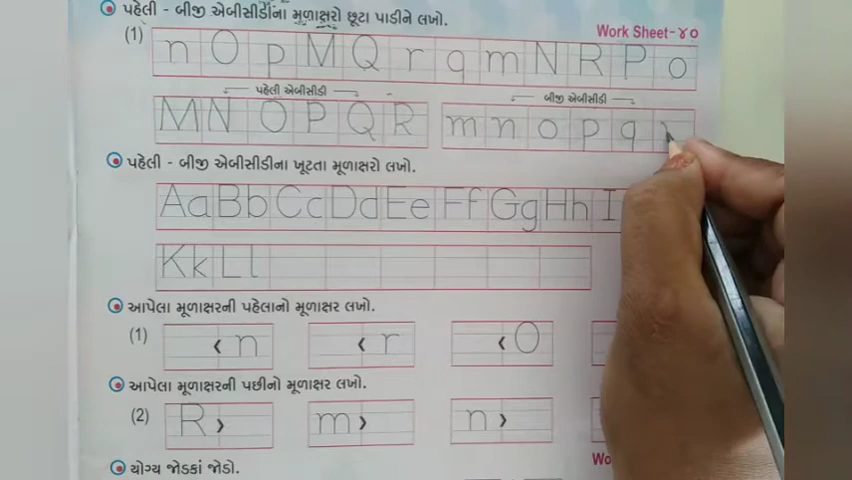 પહેલી - બીજી એબીસીડીના મૂળાક્ષરો છૂટા પાડીને લખો.
Work Sheet-૪૦
(1) n O p M Q r q m N R P o
પહેલી એબીસીડી બીજી એબીસીડી
M N O P Q R m n o p q
પહેલી - બીજી એબીસીડીના ખૂટતા મૂળાક્ષરો લખો.
Aa Bb Cc Dd Ee Ff Gg Hh I
Kk Ll
આપેલા મૂળાક્ષરની પહેલાનો મૂળાક્ષર લખો.
(1) < n < r < O
આપેલા મૂળાક્ષરની પછીનો મૂળાક્ષર લખો.
(2) R > m > n >
Wo
યોગ્ય જોડકાં જોડો.